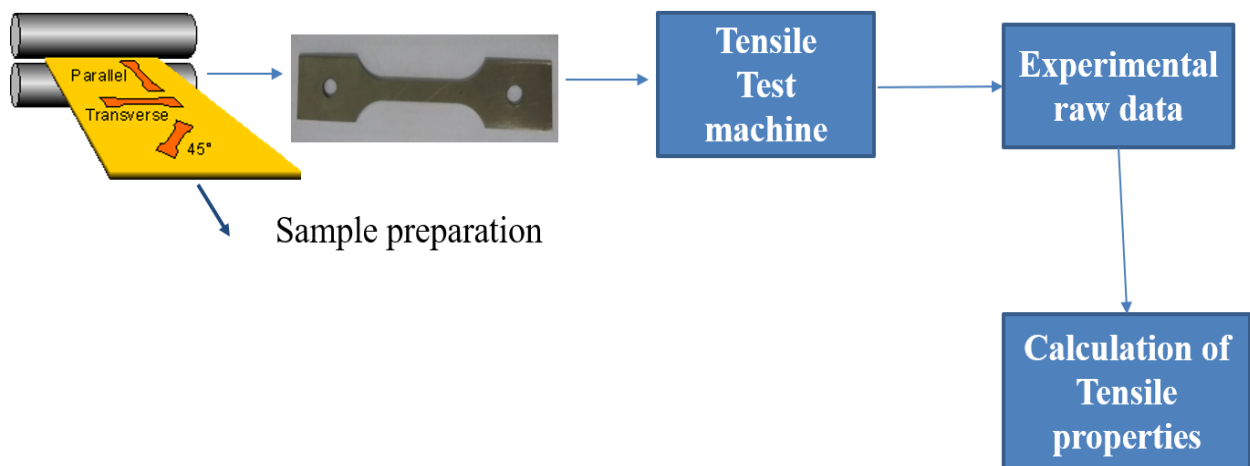 Parallel
Transverse
45°
Sample preparation
Tensile
Test
machine
Experimental
raw data
Calculation of
Tensile
properties